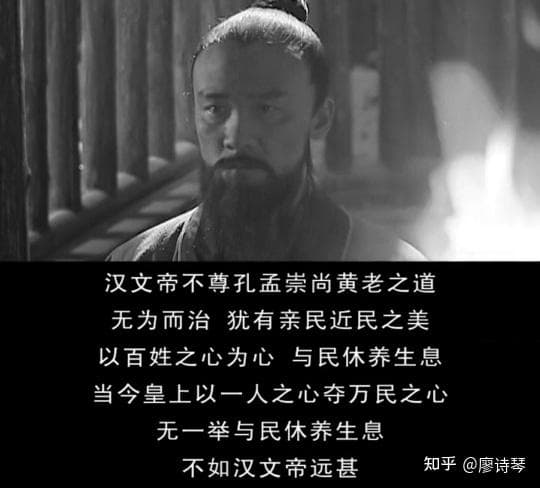 汉文帝不尊孔孟崇尚黄老之道
无为而治 犹有亲民近民之美
以百姓之心为心 与民休养生息
当今皇上以一人之心夺万民之心
无一举与民休养生息
不如汉文帝远甚
知乎 @廖诗琴